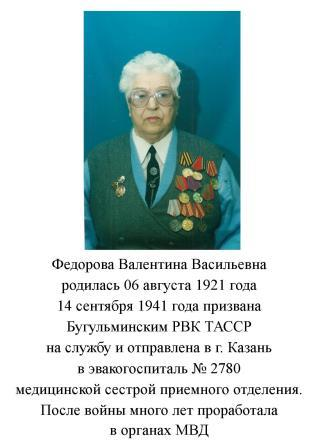 Федорова Валентина Васильевна
родилась 06 августа 1921 года
14 сентября 1941 года призвана
Бугульминским РВК ТАССР
на службу и отправлена в г. Казань
в эвакогоспиталь № 2780
медицинской сестрой приемного отделения.
После войны много лет проработала
в органах МВД